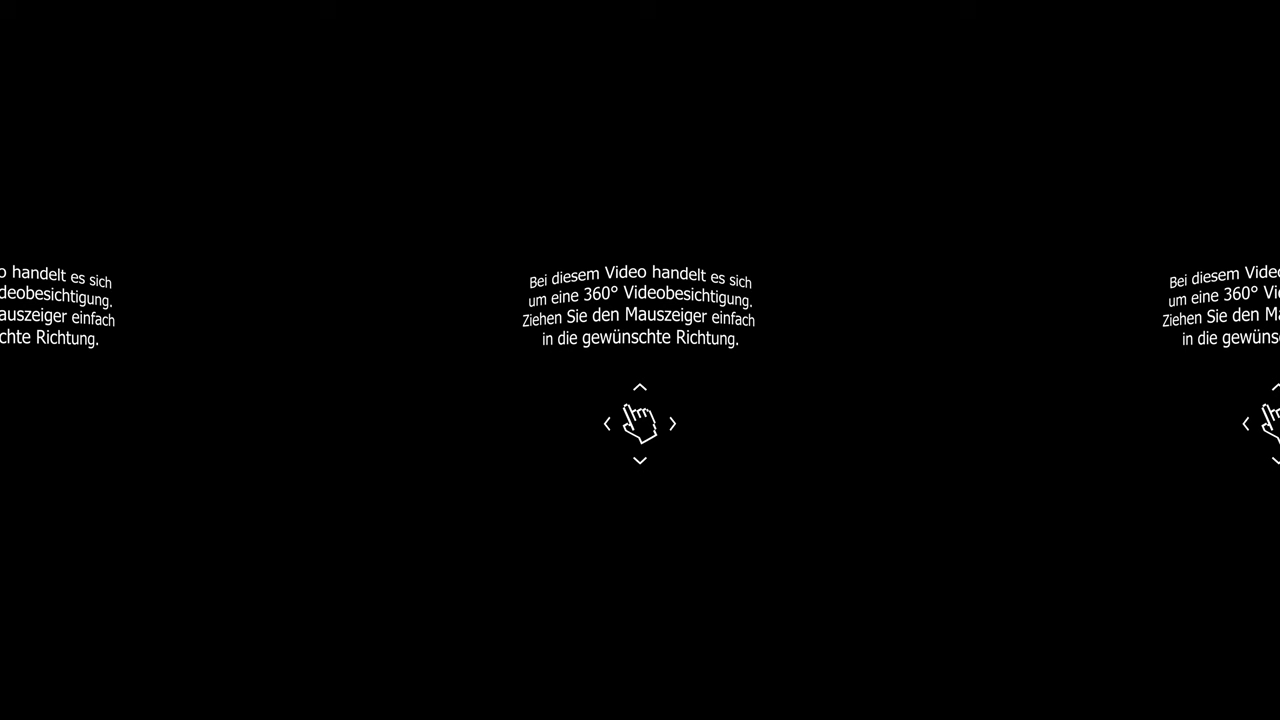 Bei diesem Video handelt es sich
um eine 360° Videobesichtigung.
Ziehen Sie den Mauszeiger einfach
in die gewünschte Richtung.
handelt es sich
deobesichtigung.
auszeiger einfach
chte Richtung.
Bei diesem Vide
um eine 360° Vi
Ziehen Sie den M
in die gewüns